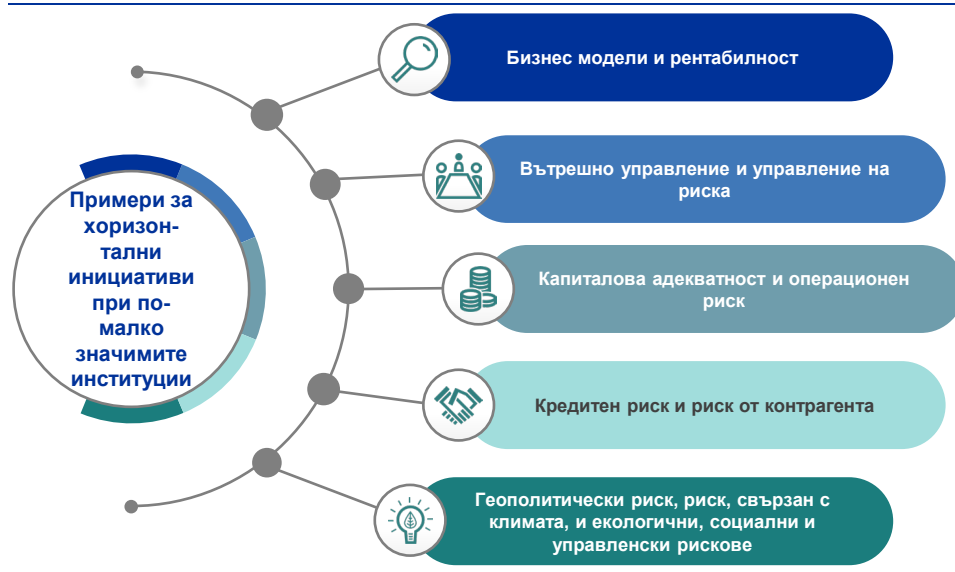 Бизнес модели и рентабилност
Вътрешно управление и управление на
риска
Примери за
хоризон-
тални
инициативи
при по-
малко
значимите
институции
Капиталова адекватност и операционен
риск
Кредитен риск и риск от контрагента
Геополитически риск, риск, свързан с
климата, и екологични, социални и
управленски рискове